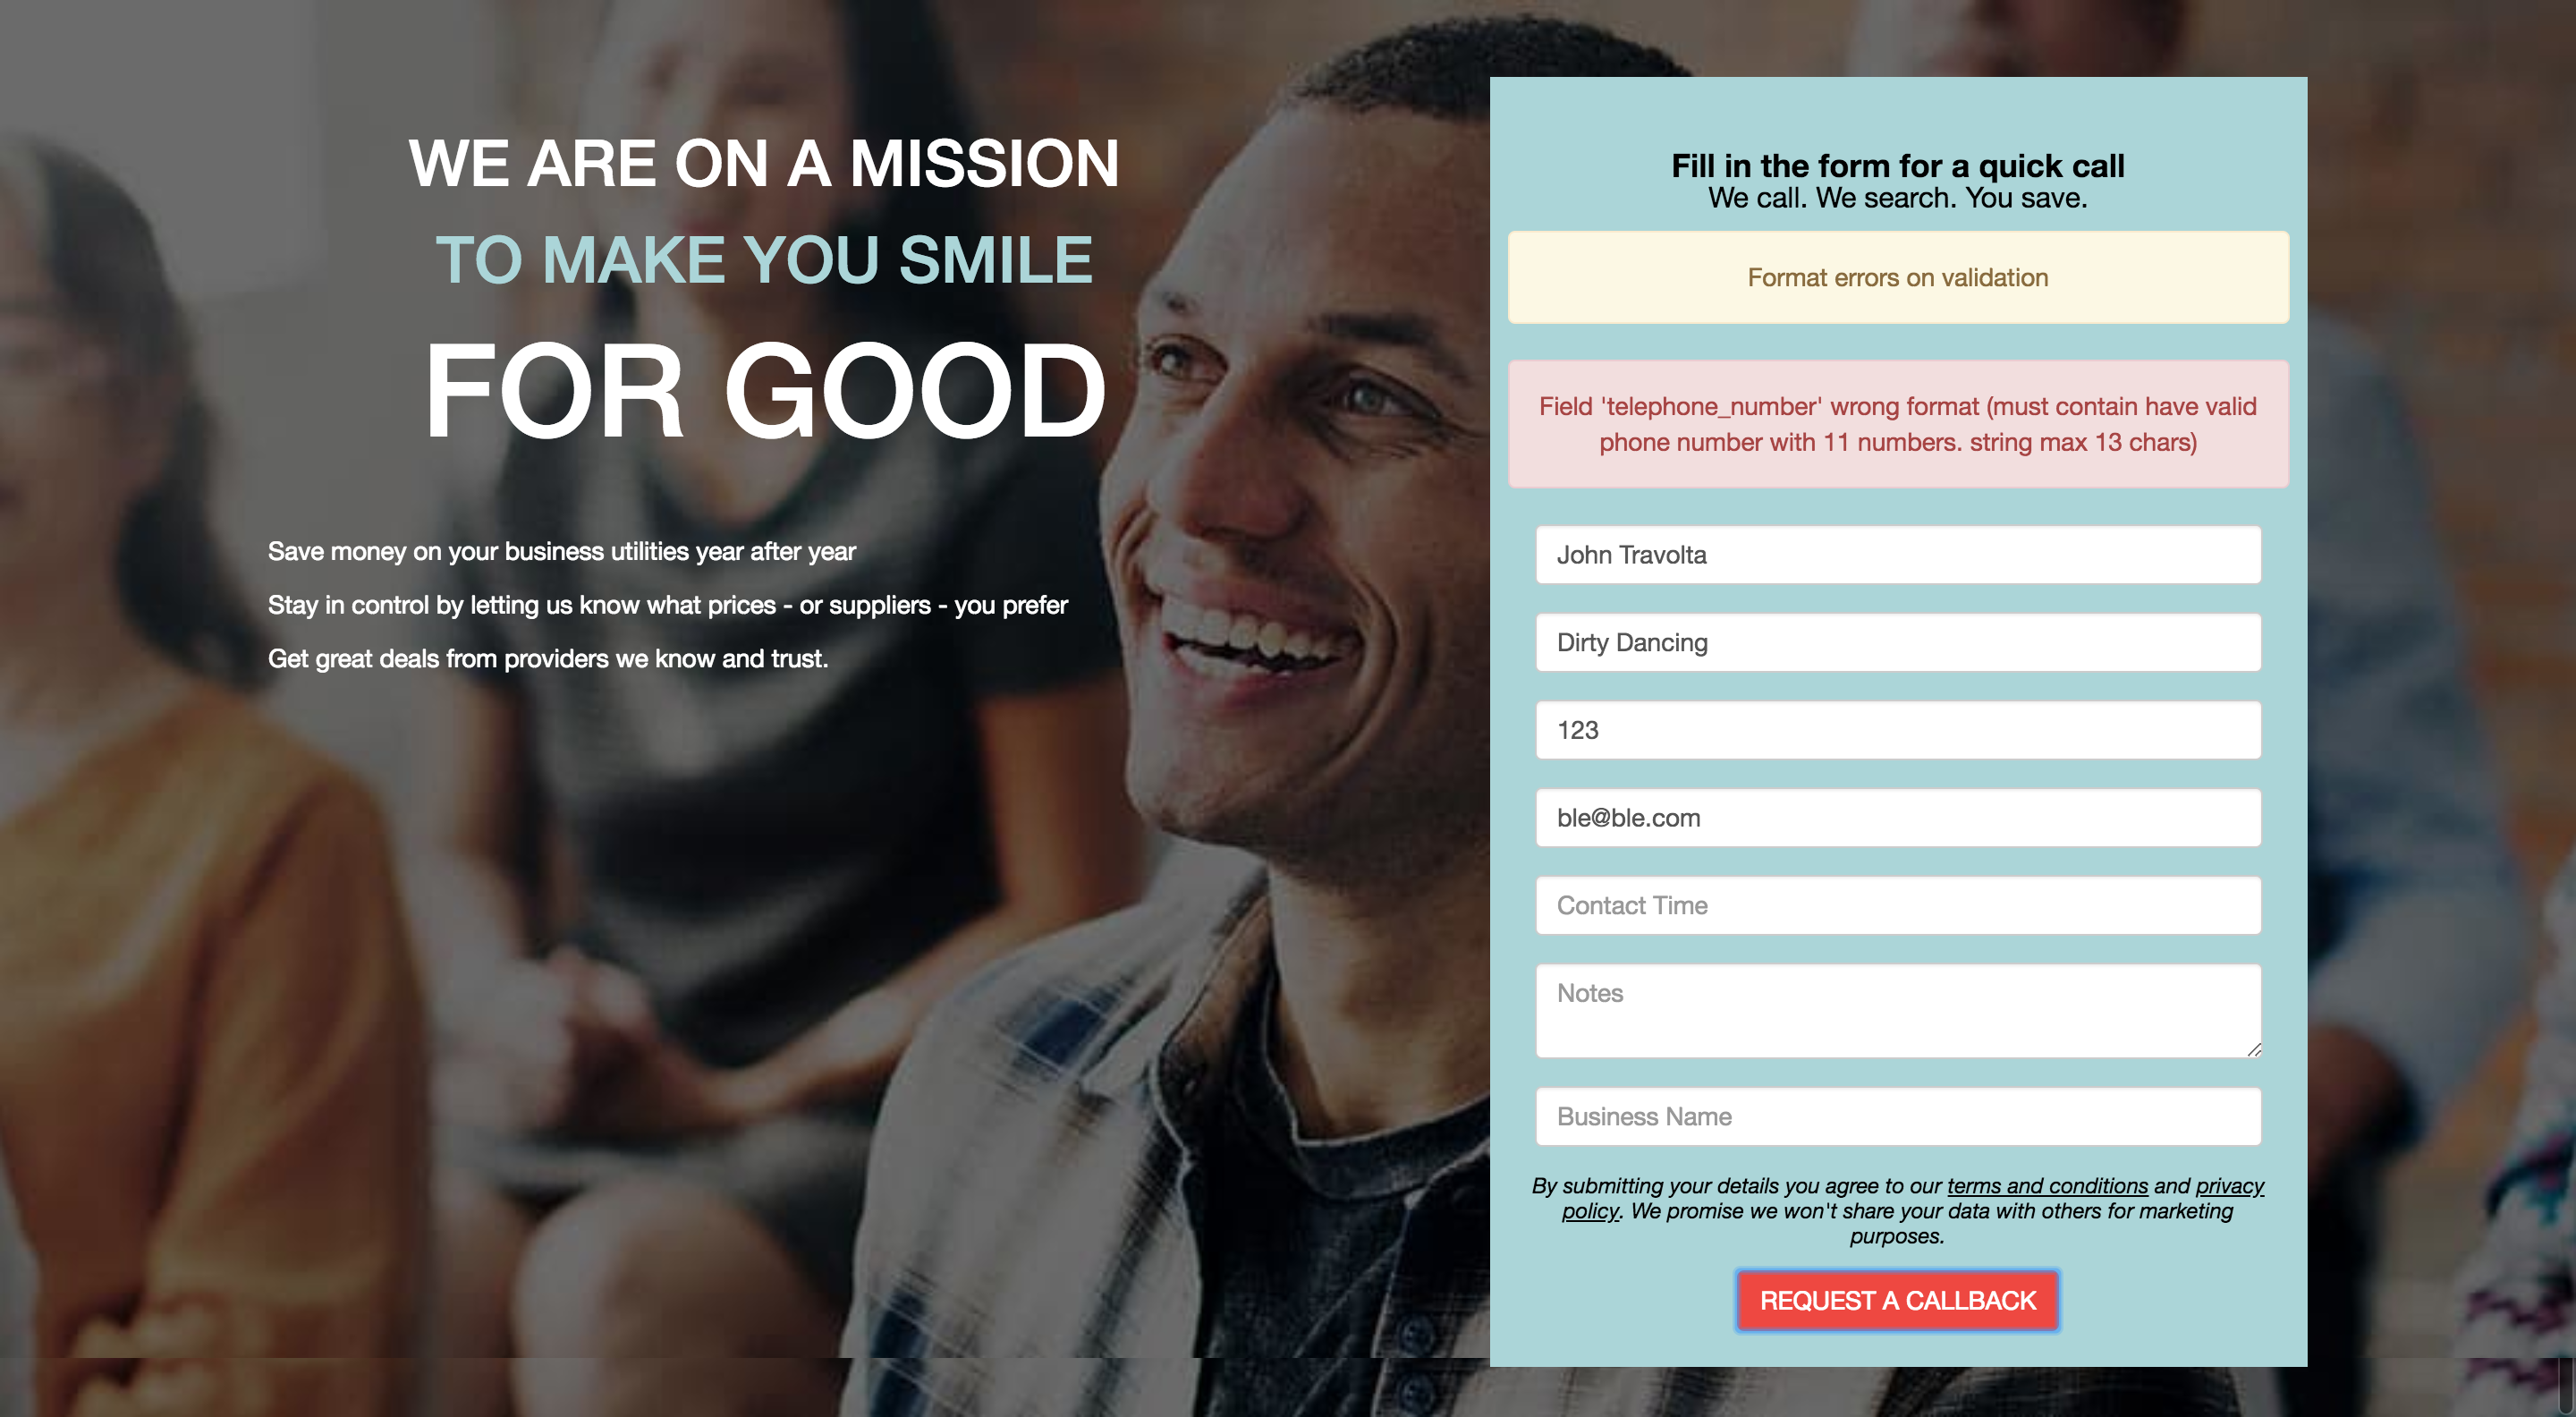 WE ARE ON A MISSION
TO MAKE YOU SMILE
FOR GOOD
Save money on your business utilities year after year
Stay in control by letting us know what prices - or suppliers - you prefer
Get great deals from providers we know and trust.
Fill in the form for a quick call
We call. We search. You save.
Format errors on validation
Field 'telephone_number' wrong format (must contain have valid
phone number with 11 numbers. string max 13 chars)
John Travolta
Dirty Dancing
123
ble@ble.com
Contact Time
Notes
Business Name
By submitting your details you agree to our terms and conditions and privacy
policy. We promise we won't share your data with others for marketing
purposes.
REQUEST A CALLBACK